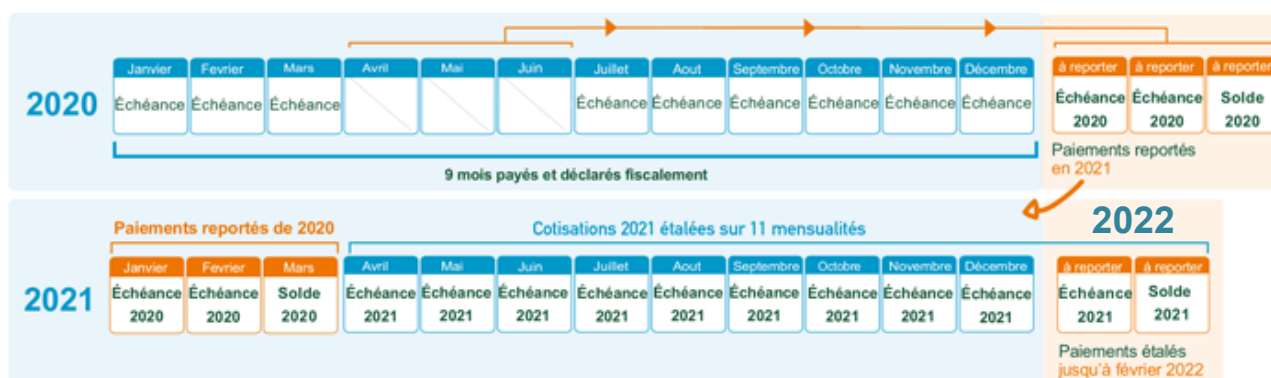 Janvier Fevrier Mars Avril Mai Juin Juillet Aout Septembre Octobre Novembre Décembre à reporter à reporter à reporter
2020
Échéance Échéance Échéance Échéance Échéance Échéance Échéance Échéance Échéance Échéance Échéance Solde
2020 2020 2020
9 mois payés et déclarés fiscalement
Paiements reportés
en 2021
Paiements reportés de 2020
Cotisations 2021 étalées sur 11 mensualités
2022
Janvier Fevrier Mars Avril Mai Juin Juillet Aout Septembre Octobre Novembre Décembre à reporter à reporter
2021
Échéance Échéance Solde Échéance Échéance Échéance Échéance Échéance Échéance Échéance Échéance Échéance Échéance Solde
2020 2020 2020 2021 2021 2021 2021 2021 2021 2021 2021 2021 2021 2021
Paiements étalés
jusqu'à février 2022